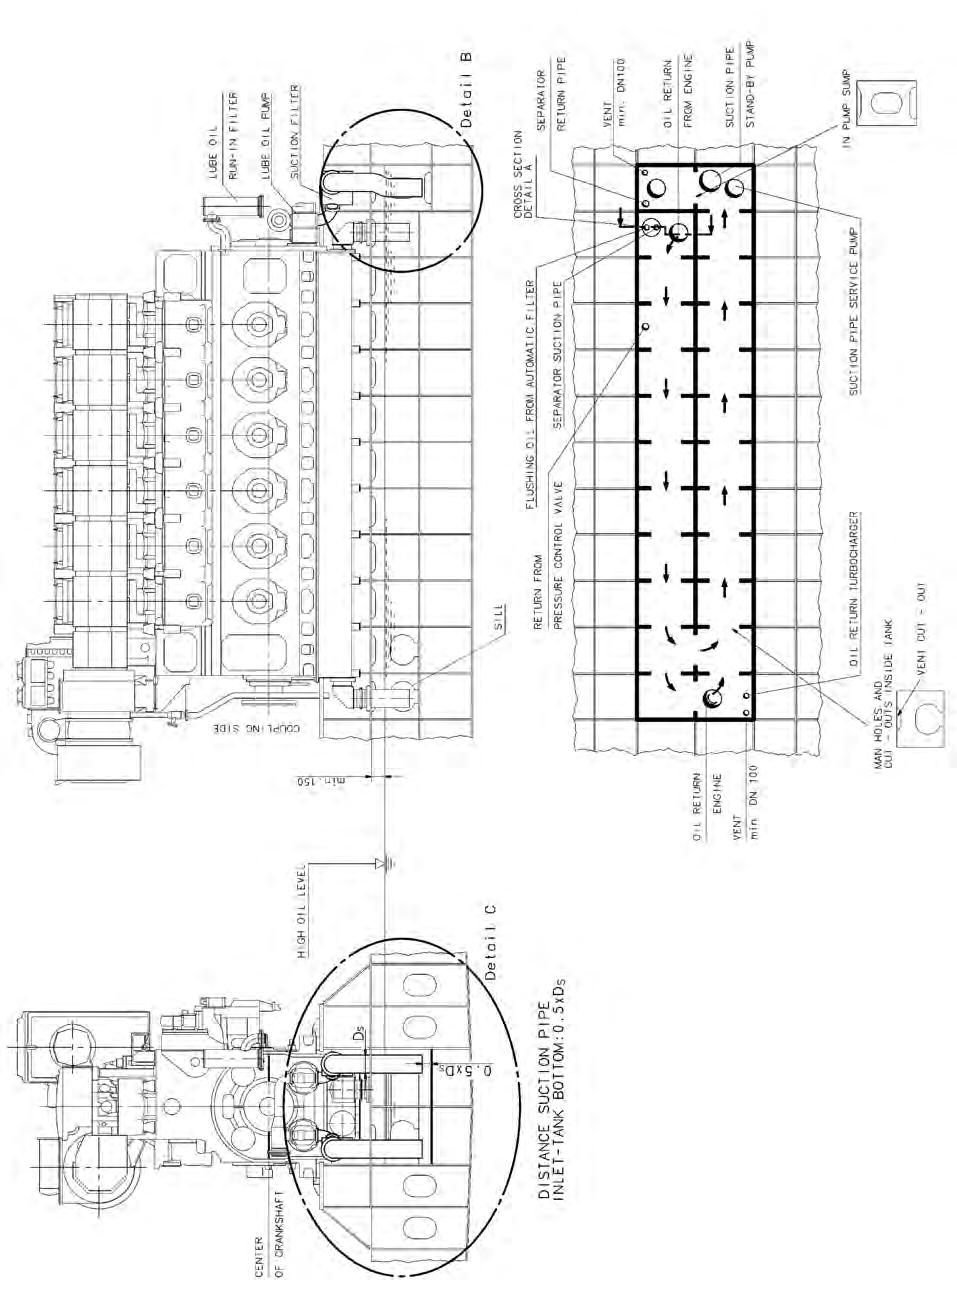 LUBE OIL
RUN-IN FILTER
LUBE OIL PUMP
SUCTION FILTER
Detail B
COUPLING SIDE
min.150
SILL
HIGH OIL LEVEL
Detail C
DISTANCE SUCTION PIPE
INLET-TANK BOTTOM:0.5xDs
Ds
0.5xDs
CENTER
OF CRANKSHAFT
CROSS SECTION
DETAIL A
SEPARATOR
RETURN PIPE
VENT
min. DN100
OIL RETURN
FROM ENGINE
SUCTION PIPE
STAND-BY PUMP
IN PUMP SUMP
FLUSHING OIL FROM AUTOMATIC FILTER
SEPARATOR SUCTION PIPE
SUCTION PIPE SERVICE PUMP
RETURN FROM
PRESSURE CONTROL VALVE
OIL RETURN TURBOCHARGER
MAN HOLES AND
CUT - OUTS INSIDE TANK
VENT CUT - OUT
OIL RETURN
ENGINE
VENT
min. DN 100